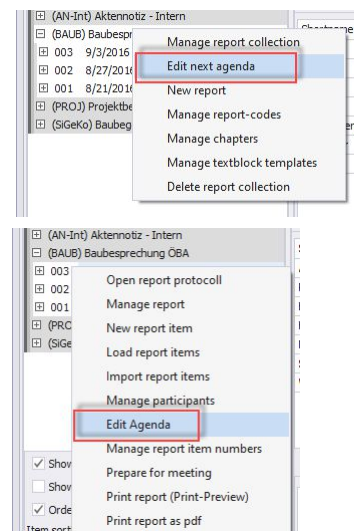 (AN-Int) Aktennotiz - Intern
(BAUB) Baubespr
003 9/3/2016
002 8/27/2016
001 8/21/2016
(PROJ) Projektbe
(SiGeKo) Baubeg
Manage report collection
Edit next agenda
New report
Manage report-codes
Manage chapters
Manage textblock templates
Delete report collection
(AN-Int) Aktennotiz - Intern
(BAUB) Baubesprechung ÖBA
003
002
001
(PRO
(SiGe
Open report protocoll
Manage report
New report item
Load report items
Import report items
Manage participants
Edit Agenda
Manage report item numbers
Prepare for meeting
Print report (Print-Preview)
Print report as pdf
Show
Show
Orde
Item sort